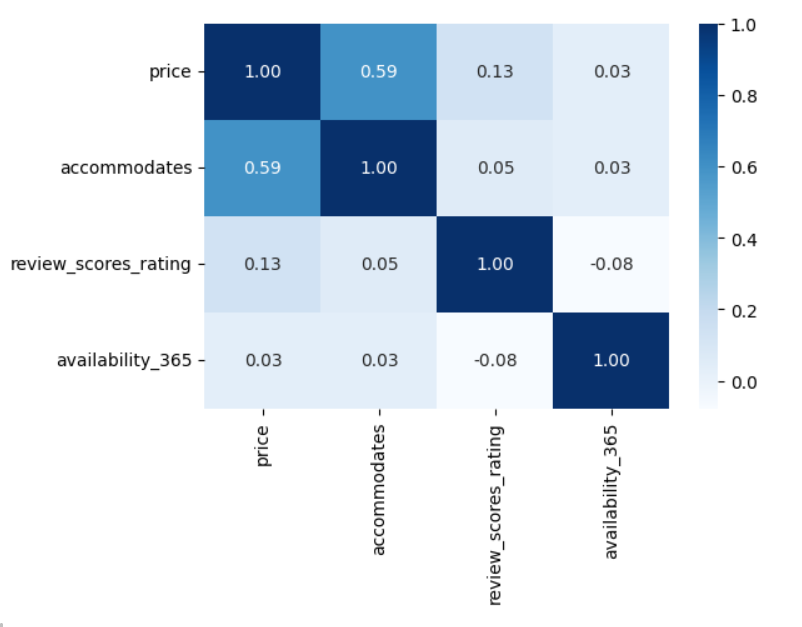 1.0
price 1.00 0.59 0.13 0.03
0.8
accommodates 0.59 1.00 0.05 0.03
0.6
0.4
review_scores_rating 0.13 0.05 1.00 -0.08
0.2
availability_365 0.03 0.03 -0.08 1.00
0.0
price
accommodates
review_scores_rating
availability_365